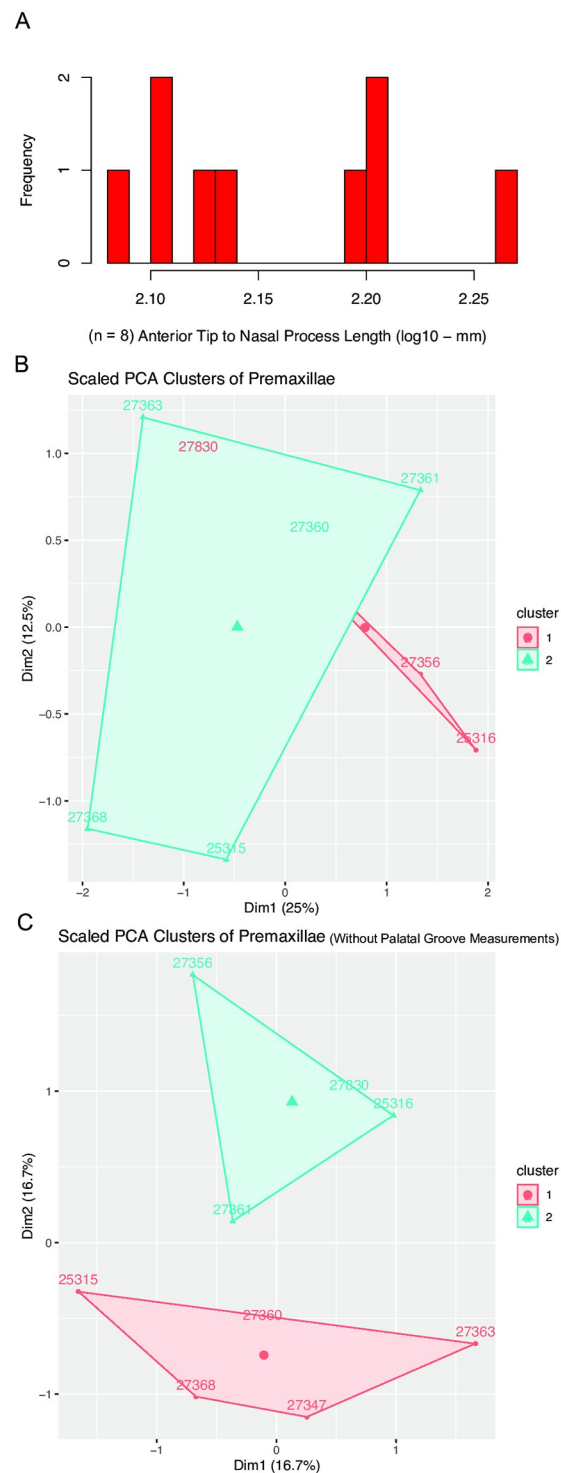 A
2
1
0
Frequency
2.10 2.15 2.20 2.25
(n = 8) Anterior Tip to Nasal Process Length (log10 − mm)
B
Scaled PCA Clusters of Premaxillae
27363
27830
1.0
27361
27360
0.5
cluster
0.0
1
27356
2
Dim2 (12.5%)
−0.5
25316
−1.0
27368
25315
−2 −1 0 1 2
Dim1 (25%)
C
Scaled PCA Clusters of Premaxillae (Without Palatal Groove Measurements)
27356
27830
1
25316
cluster
1
27361
2
Dim2 (16.7%)
0
25315
27360
27363
27368
−1
27347
−1 0 1
Dim1 (16.7%)